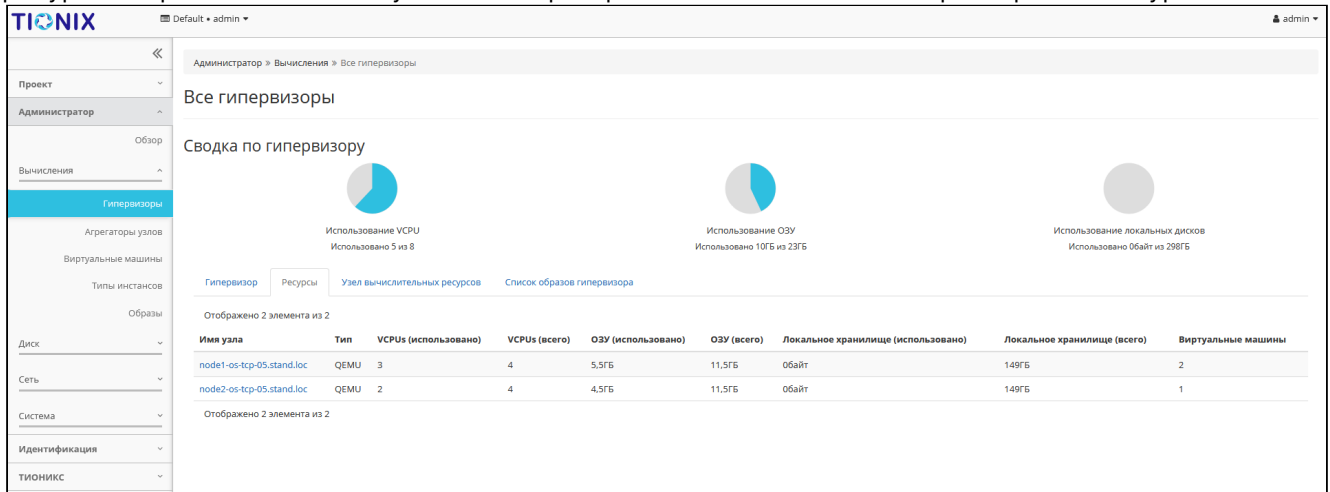 TIONIX
Default • admin
admin
Администратор » Вычисления » Все гипервизоры
Проект
Администратор
Обзор
Вычисления
Гипервизоры
Агрегаторы узлов
Виртуальные машины
Типы инстансов
Образы
Диск
Сеть
Система
Идентификация
ТИОНИКС
Все гипервизоры
Сводка по гипервизору
Использование VCPU
Использовано 5 из 8
Использование ОЗУ
Использовано 10ГБ из 23ГБ
Использование локальных дисков
Использовано 0байт из 298ГБ
Гипервизор Ресурсы Узел вычислительных ресурсов Список образов гипервизора
Отображено 2 элемента из 2
Имя узла Тип VCPUs (использовано) VCPUs (всего) ОЗУ (использовано) ОЗУ (всего) Локальное хранилище (использовано) Локальное хранилище (всего) Виртуальные машины
node1-os-tcp-05.stand.loc QEMU 3 4 5,5ГБ 11,5ГБ 0байт 149ГБ 2
node2-os-tcp-05.stand.loc QEMU 2 4 4,5ГБ 11,5ГБ 0байт 149ГБ 1
Отображено 2 элемента из 2